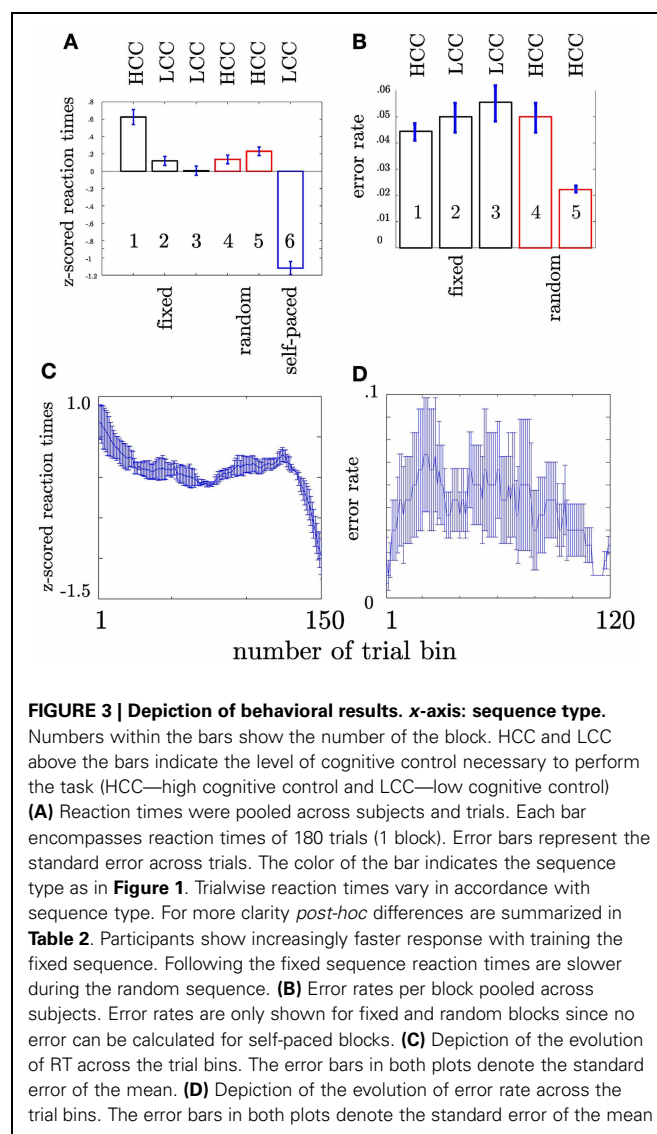 A
HCC LCC LCC HCC HCC LCC
z-scored reaction times
.8
.6
.4
.2
0
-.2
-.4
-.6
-.8
-1
-1.2
1 2 3 4 5 6
fixed random self-paced
B
HCC LCC LCC HCC HCC
error rate
.06
.05
.04
.03
.02
.01
0
1 2 3 4 5
fixed random
C
z-scored reaction times
1.0
-1.5
1 150
D
error rate
.1
0
1 120
number of trial bin
FIGURE 3 | Depiction of behavioral results. x-axis: sequence type.
Numbers within the bars show the number of the block. HCC and LCC
above the bars indicate the level of cognitive control necessary to perform
the task (HCC—high cognitive control and LCC—low cognitive control)
(A) Reaction times were pooled across subjects and trials. Each bar
encompasses reaction times of 180 trials (1 block). Error bars represent the
standard error across trials. The color of the bar indicates the sequence
type as in Figure 1. Trialwise reaction times vary in accordance with
sequence type. For more clarity post-hoc differences are summarized in
Table 2. Participants show increasingly faster response with training the
fixed sequence. Following the fixed sequence reaction times are slower
during the random sequence. (B) Error rates per block pooled across
subjects. Error rates are only shown for fixed and random blocks since no
error can be calculated for self-paced blocks. (C) Depiction of the evolution
of RT across the trial bins. The error bars in both plots denote the standard
error of the mean. (D) Depiction of the evolution of error rate across the
trial bins. The error bars in both plots denote the standard error of the mean